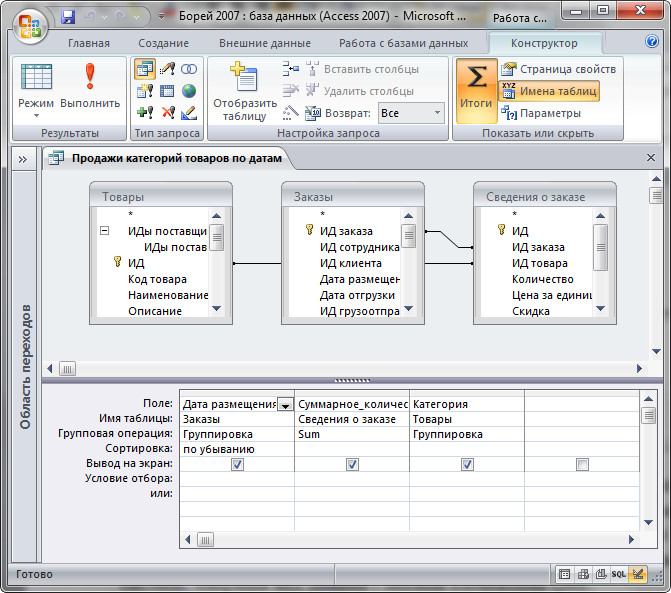 Борей 2007 : база данных (Access 2007) - Microsoft ... Работа с...
Главная Создание Внешние данные Работа с базами данных Конструктор
Режим Выполнить
Результаты
Тип запроса
Отобразить таблицу
Вставить столбцы
Удалить столбцы
Возврат: Все
Настройка запроса
Σ Итоги
Страница свойств
XYZ Имена таблиц
[?] Параметры
Показать или скрыть
Продажи категорий товаров по датам
Область переходов
Товары
*
ИДы поставщи
ИДы постав
ИД
Код товара
Наименование
Описание
Заказы
*
ИД заказа
ИД сотрудника
ИД клиента
Дата размещен
Дата отгрузки
ИД грузоотпра
Сведения о заказе
*
ИД
ИД заказа
ИД товара
Количество
Цена за единиц
Скидка
Поле: Дата размещения Суммарное_количес Категория
Имя таблицы: Заказы Сведения о заказе Товары
Групповая операция: Группировка Sum Группировка
Сортировка: по убыванию
Вывод на экран:
Условие отбора:
или:
Готово SQL